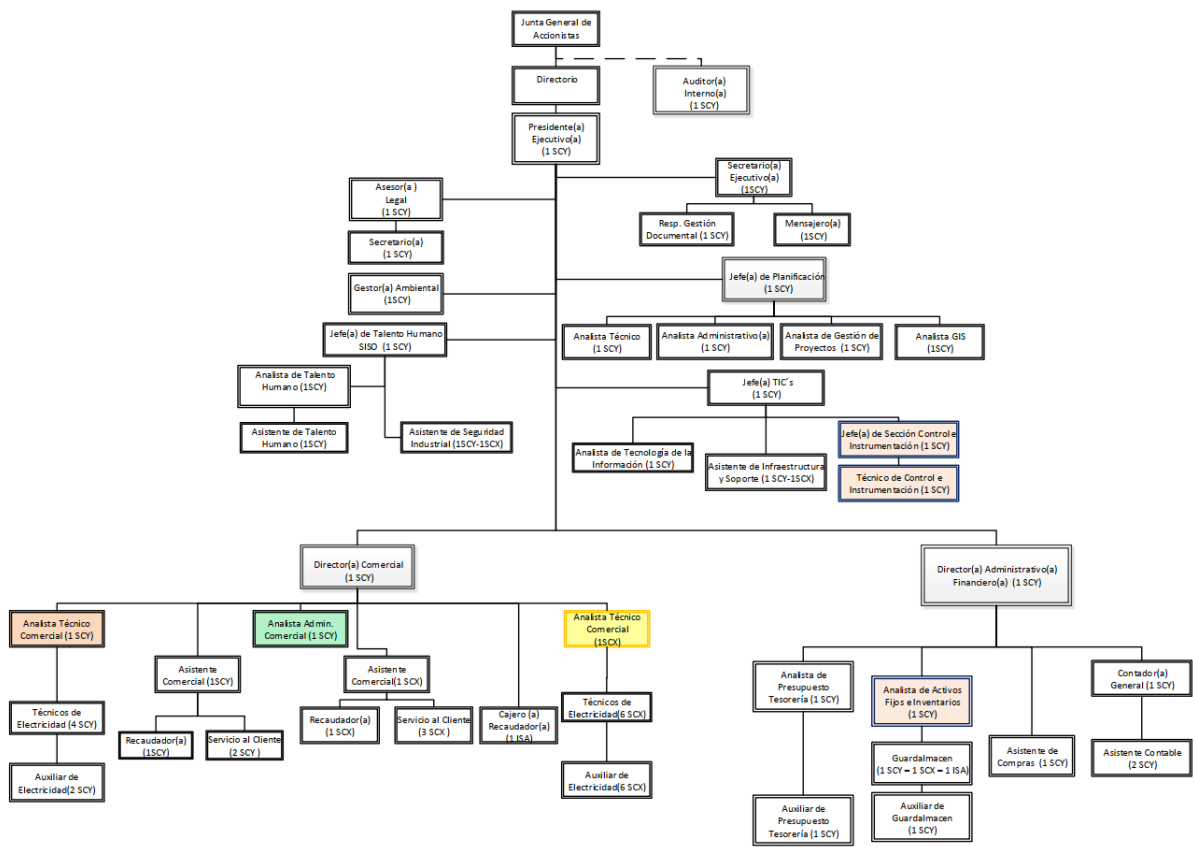 Junta General de
Accionistas
Directorio
Auditor(a)
Interno(a)
(1 SCY)
Presidente(a)
Ejecutivo(a)
(1 SCY)
Secretario(a)
Ejecutivo(a)
(1SCY)
Asesor(a )
Legal
(1 SCY)
Resp. Gestión
Documental (1 SCY)
Mensajero(a)
(1SCY)
Secretario(a)
(1 SCY)
Gestor(a) Ambiental
(1SCY)
Jefe(a) de Planificación
(1 SCY)
Jefe(a) de Talento Humano
SISO (1 SCY)
Analista Técnico
(1 SCY)
Analista Administrativo(a)
(1 SCY)
Analista de Gestión de
Proyectos (1 SCY)
Analista GIS
(1SCY)
Analista de Talento
Humano (1SCY)
Jefe(a) TIC´s
(1 SCY)
Asistente de Talento
Humano (1SCY)
Asistente de Seguridad
Industrial (1SCY-1SCX)
Analista de Tecnología de la
Información (1 SCY)
Asistente de Infraestructura
y Soporte (1 SCY-1SCX)
Jefe(a) de Sección Control e
Instrumentación (1 SCY)
Técnico de Control e
Instrumentación (1 SCY)
Director(a) Comercial
(1 SCY)
Director(a) Administrativo(a)
Financiero(a) (1 SCY)
Analista Técnico
Comercial (1 SCY)
Analista Admin.
Comercial (1 SCY)
Analista Técnico
Comercial
(1SCX)
Asistente
Comercial (1SCY)
Asistente
Comercial(1 SCX)
Técnicos de
Electricidad (4 SCY)
Recaudador(a)
(1SCY)
Servicio al Cliente
(2 SCY )
Recaudador(a)
(1 SCX)
Servicio al Cliente
(3 SCX )
Cajero (a)
Recaudador(a)
(1 ISA)
Técnicos de
Electricidad(6 SCX)
Auxiliar de
Electricidad(2 SCY)
Auxiliar de
Electricidad(6 SCX)
Analista de
Presupuesto
Tesorería (1 SCY)
Analista de Activos
Fijos e Inventarios
(1 SCY)
Contador(a)
General (1 SCY)
Guardalmacen
(1 SCY – 1 SCX – 1 ISA)
Asistente de
Compras (1 SCY)
Asistente Contable
(2 SCY)
Auxiliar de
Presupuesto
Tesorería (1 SCY)
Auxiliar de
Guardalmacen
(1 SCY)